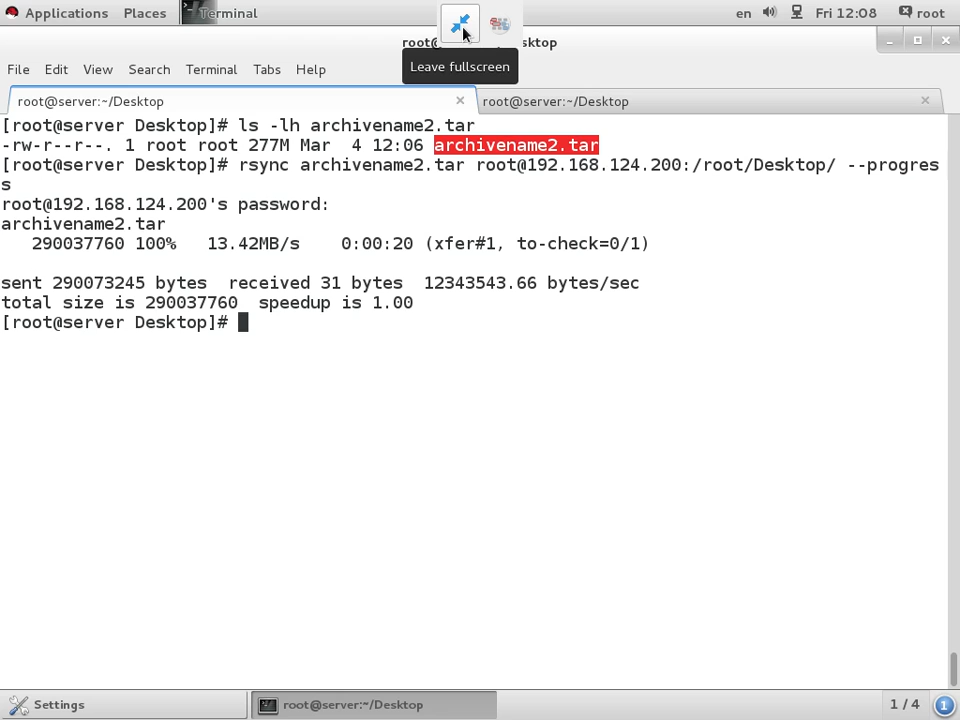 Applications Places Terminal en Fri 12:08 root
Leave fullscreen
File Edit View Search Terminal Tabs Help
root@server:~/Desktop × root@server:~/Desktop ×
[root@server Desktop]# ls -lh archivename2.tar
-rw-r--r--. 1 root root 277M Mar  4 12:06 archivename2.tar
[root@server Desktop]# rsync archivename2.tar root@192.168.124.200:/root/Desktop/ --progres
s
root@192.168.124.200's password:
archivename2.tar
   290037760 100%   13.42MB/s    0:00:20 (xfer#1, to-check=0/1)
sent 290073245 bytes  received 31 bytes  12343543.66 bytes/sec
total size is 290037760  speedup is 1.00
[root@server Desktop]#
Settings root@server:~/Desktop 1 / 4 1